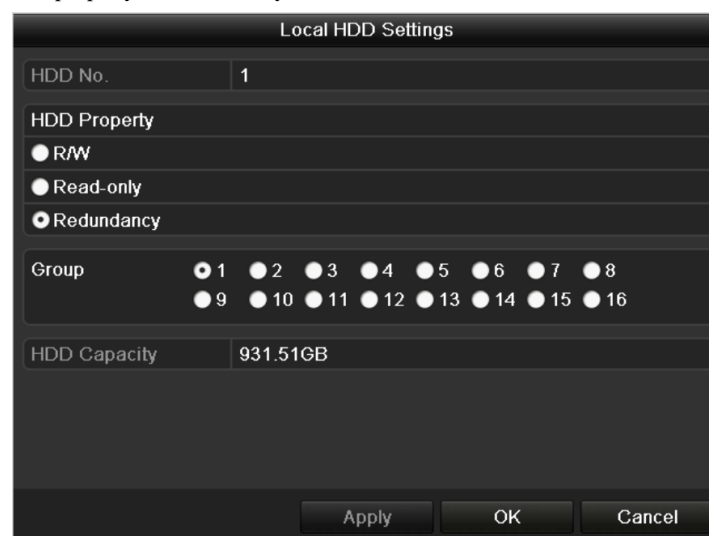 Local HDD Settings
HDD No. 1
HDD Property
R/W
Read-only
Redundancy
Group 1 2 3 4 5 6 7 8
9 10 11 12 13 14 15 16
HDD Capacity 931.51GB
Apply OK Cancel